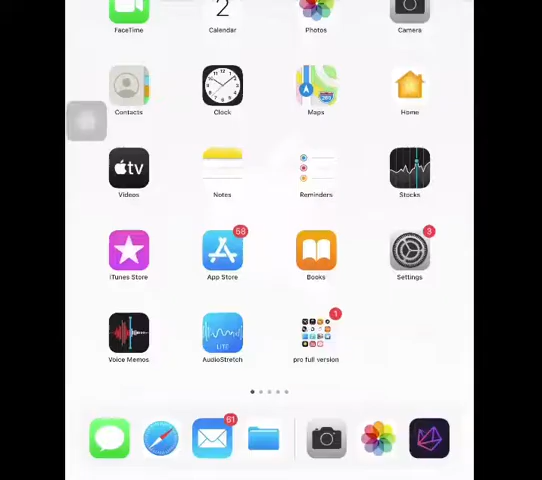 FaceTime Calendar Photos Camera
2
Contacts Clock Maps Home
280
tv
Videos Notes Reminders Stocks
68 3
iTunes Store App Store Books Settings
1
LITE
Voice Memos AudioStretch pro full version
61